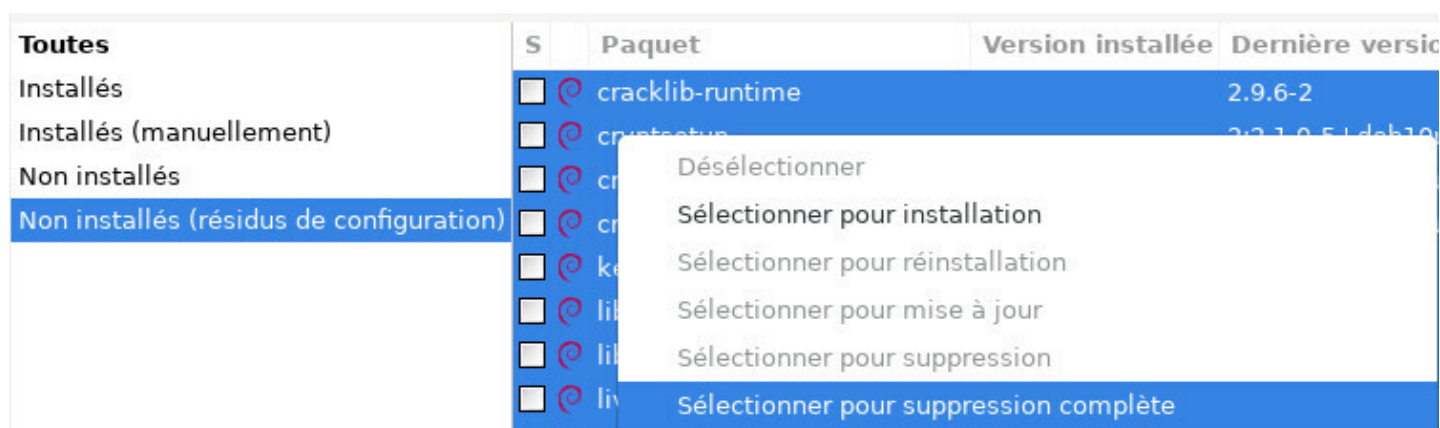 Toutes
Installés
Installés (manuellement)
Non installés
Non installés (résidus de configuration)
S Paquet Version installée Dernière versio
cracklib-runtime 2.9.6-2
Désélectionner
Sélectionner pour installation
Sélectionner pour réinstallation
Sélectionner pour mise à jour
Sélectionner pour suppression
Sélectionner pour suppression complète